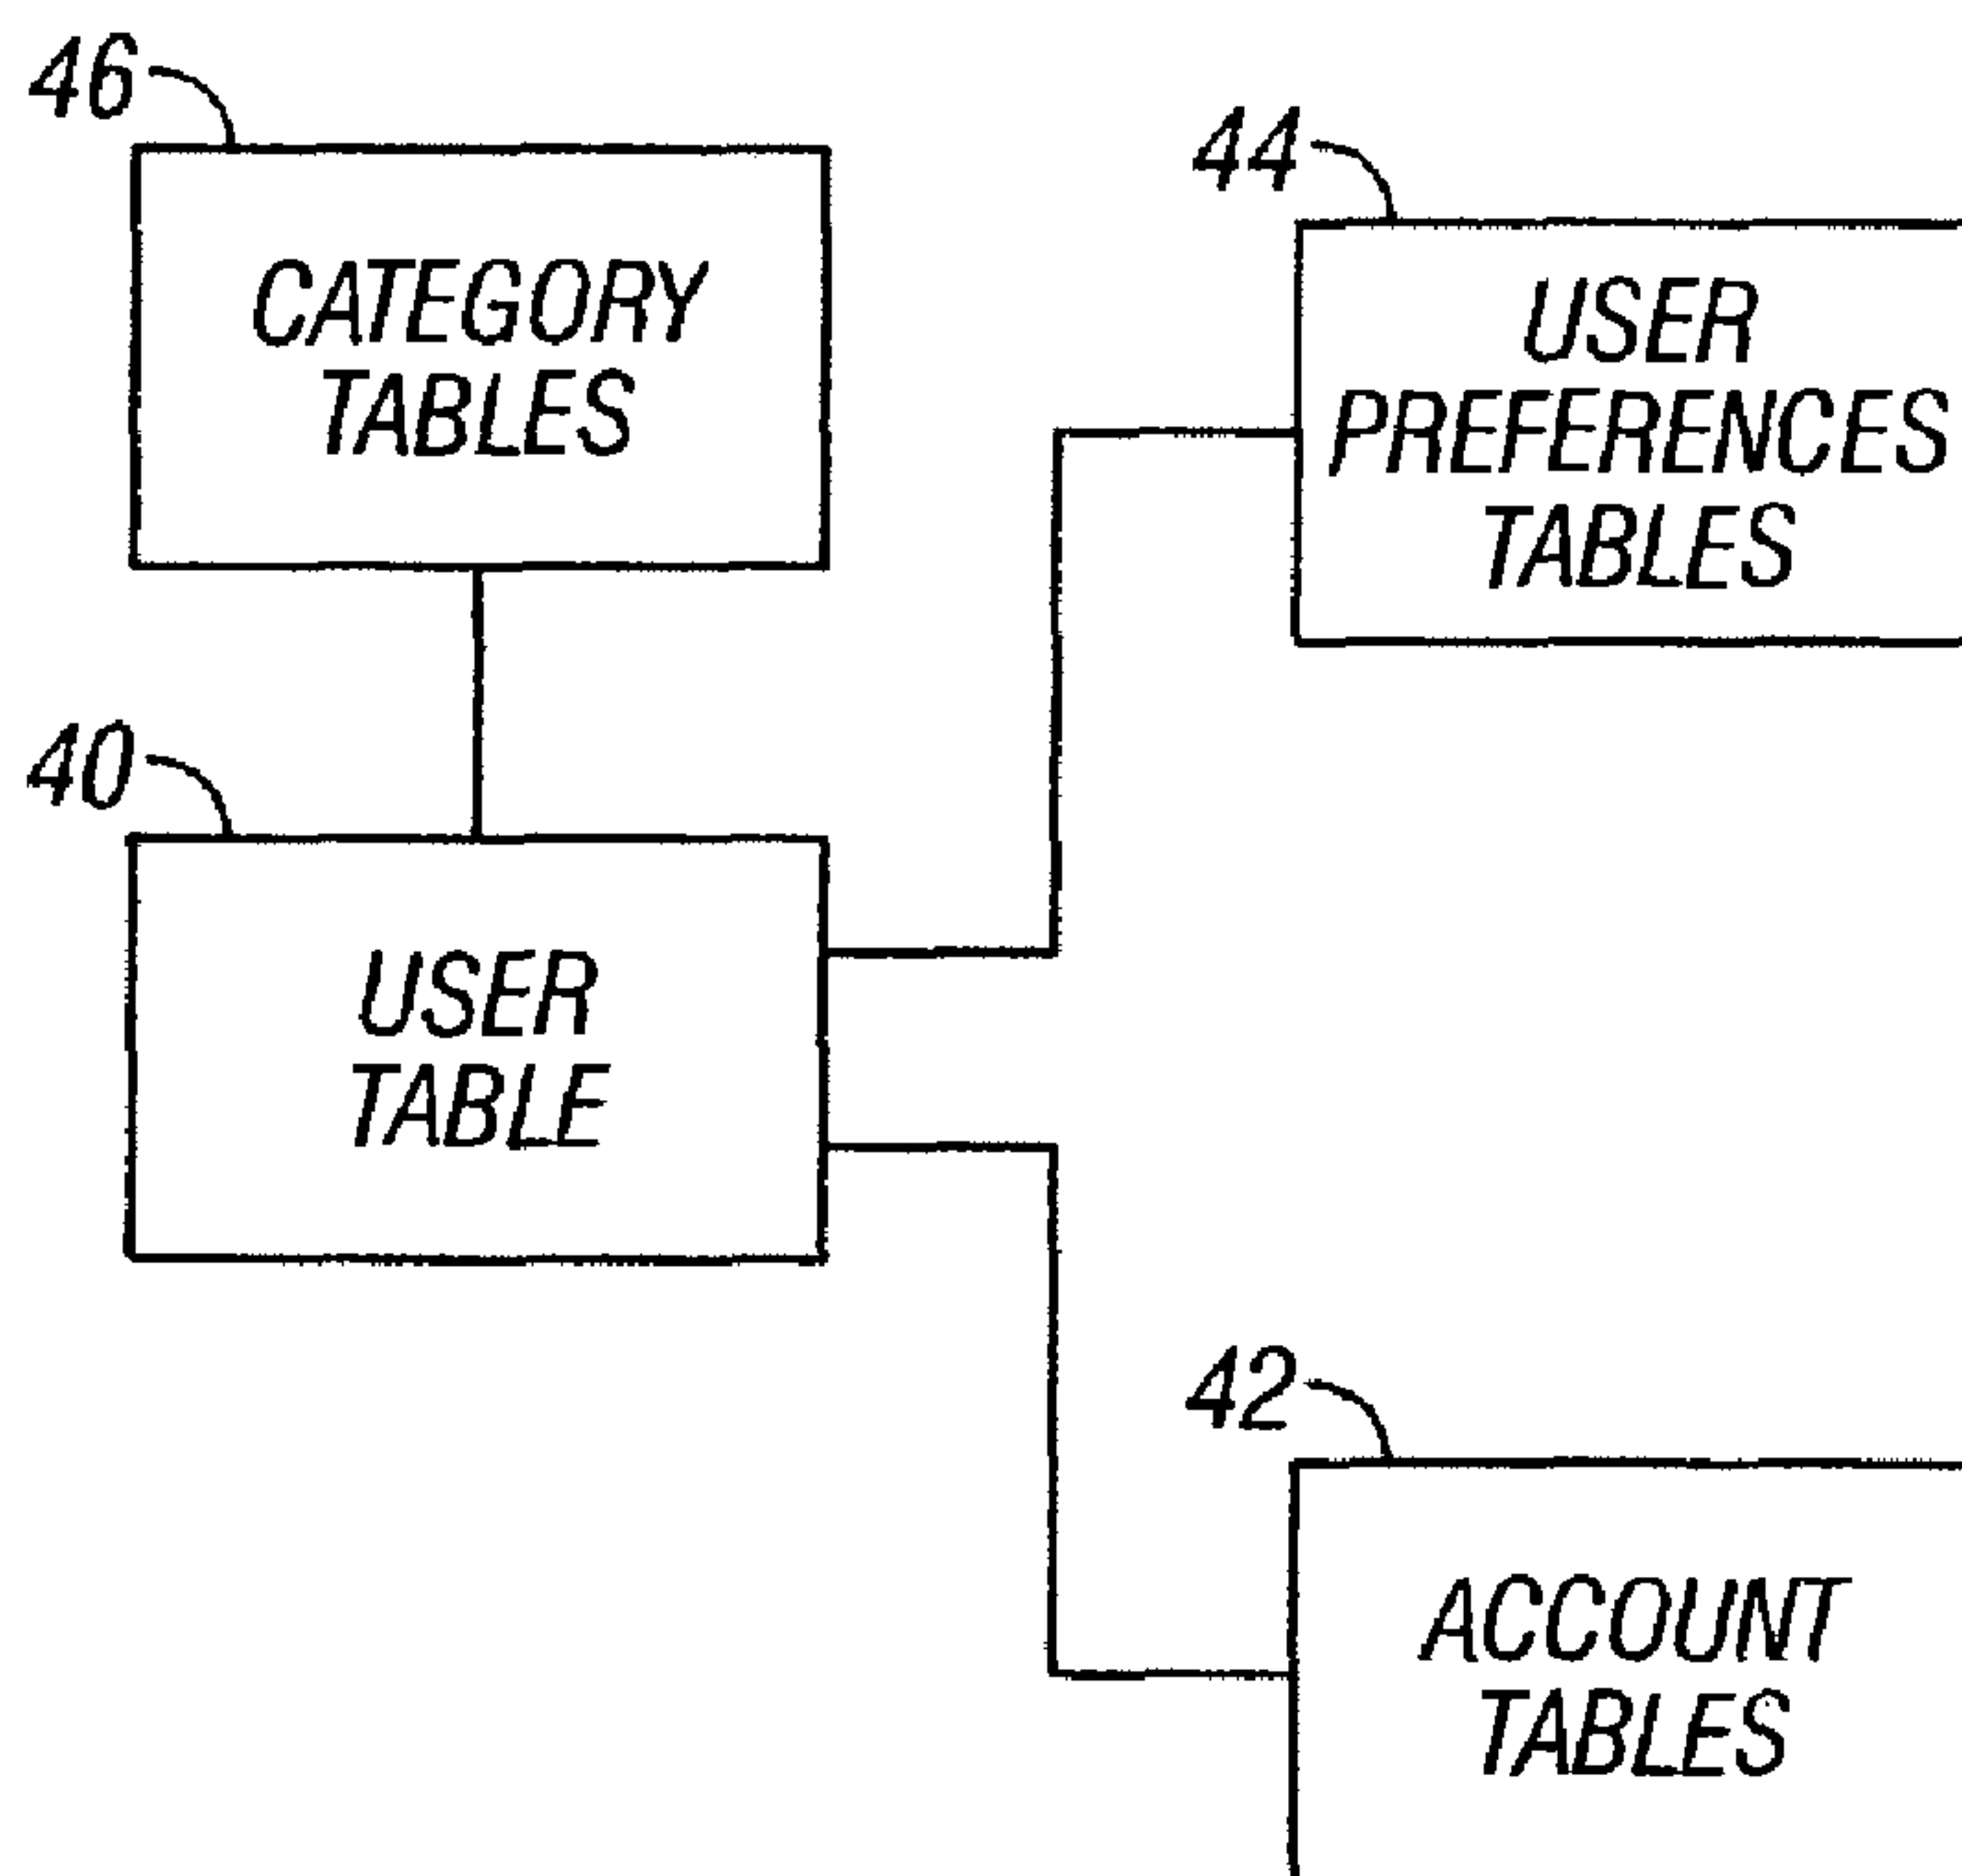 46
CATEGORY
TABLES
44
USER
PREFERENCES
TABLES
40
USER
TABLE
42
ACCOUNT
TABLES